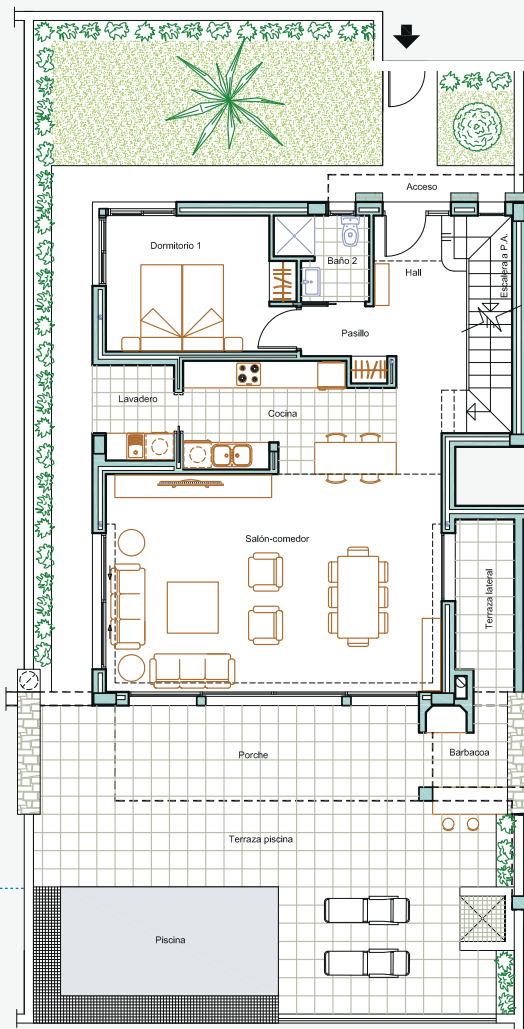 Acceso
Dormitorio 1
Baño 2
Hall
Escalera a P.A.
Pasillo
Lavadero
Cocina
Salón-comedor
Terraza lateral
Porche
Barbacoa
Terraza piscina
Piscina